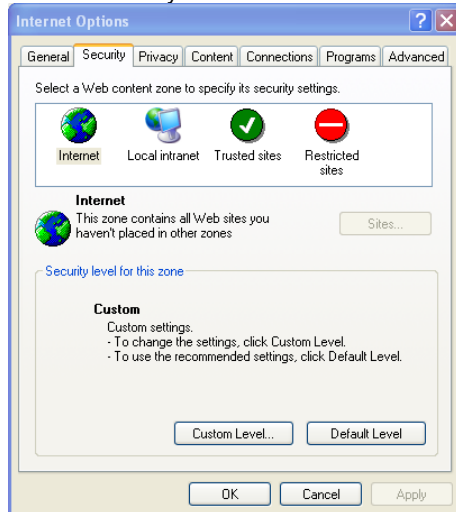 Internet Options
General Security Privacy Content Connections Programs Advanced
Select a Web content zone to specify its security settings.
Internet Local intranet Trusted sites Restricted
sites
Internet
This zone contains all Web sites you
haven't placed in other zones
Sites...
Security level for this zone
Custom
Custom settings.
- To change the settings, click Custom Level.
- To use the recommended settings, click Default Level.
Custom Level... Default Level
OK Cancel Apply